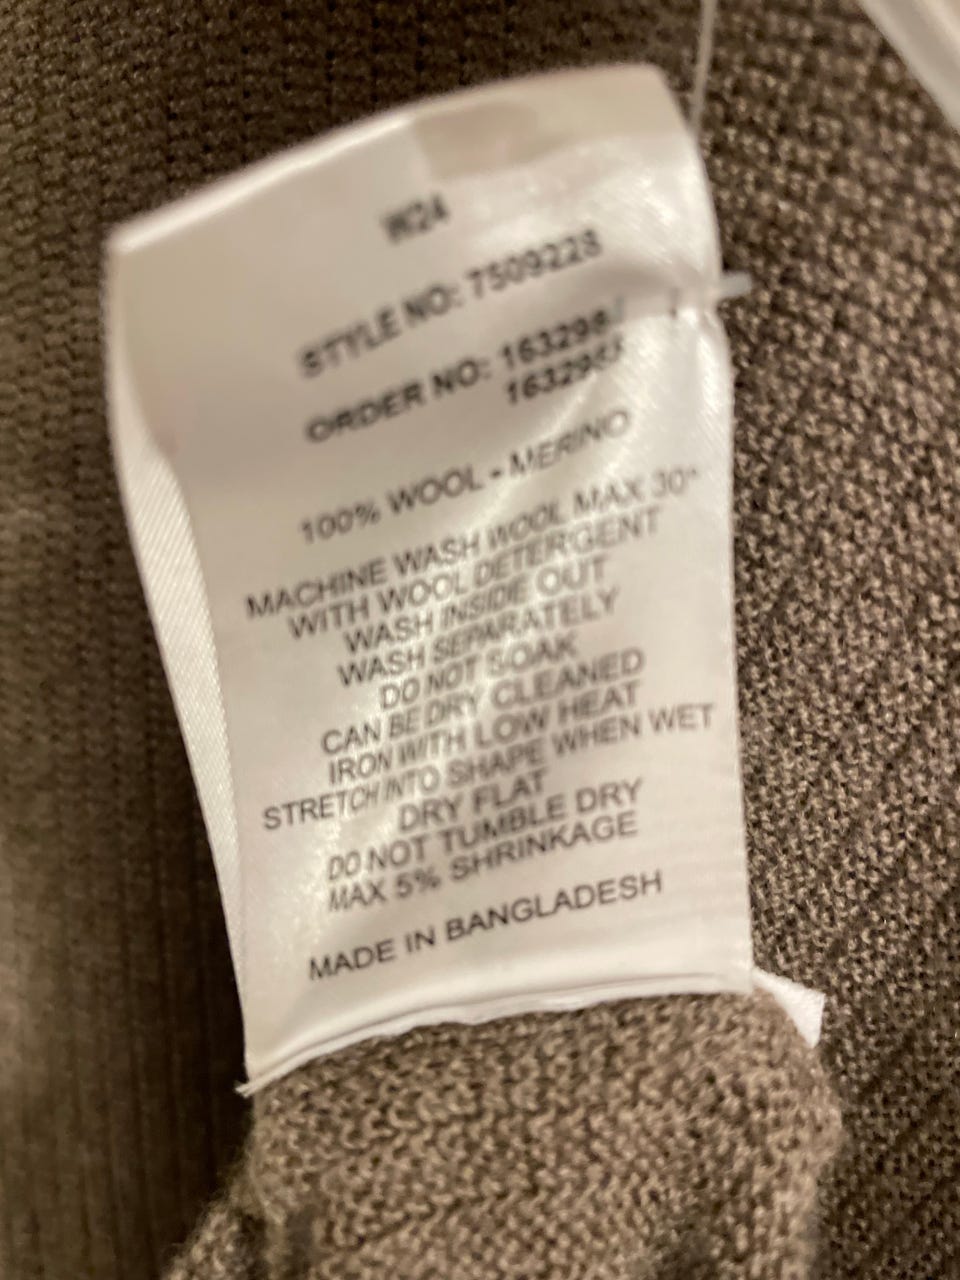 W24
STYLE NO: 7509228
ORDER NO:
100% WOOL - MERINO
MACHINE WASH WOOL MAX 30°
WITH WOOL DETERGENT
WASH INSIDE OUT
WASH SEPARATELY
DO NOT SOAK
CAN BE DRY CLEANED
IRON WITH LOW HEAT
STRETCH INTO SHAPE WHEN WET
DRY FLAT
DO NOT TUMBLE DRY
MAX 5% SHRINKAGE
MADE IN BANGLADESH